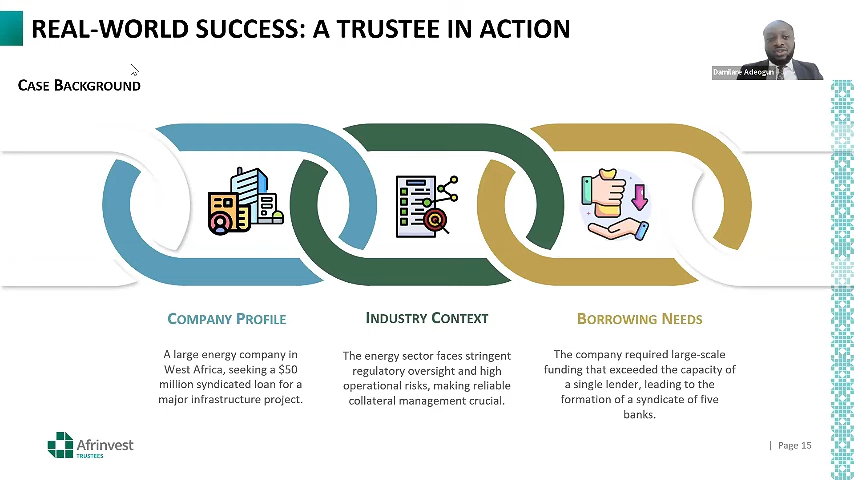 REAL-WORLD SUCCESS: A TRUSTEE IN ACTION
Damilare Adeogun
CASE BACKGROUND
COMPANY PROFILE
A large energy company in
West Africa, seeking a $50
million syndicated loan for a
major infrastructure project.
INDUSTRY CONTEXT
The energy sector faces stringent
regulatory oversight and high
operational risks, making reliable
collateral management crucial.
BORROWING NEEDS
The company required large-scale
funding that exceeded the capacity of
a single lender, leading to the
formation of a syndicate of five
banks.
Afrinvest
TRUSTEES
| Page 15